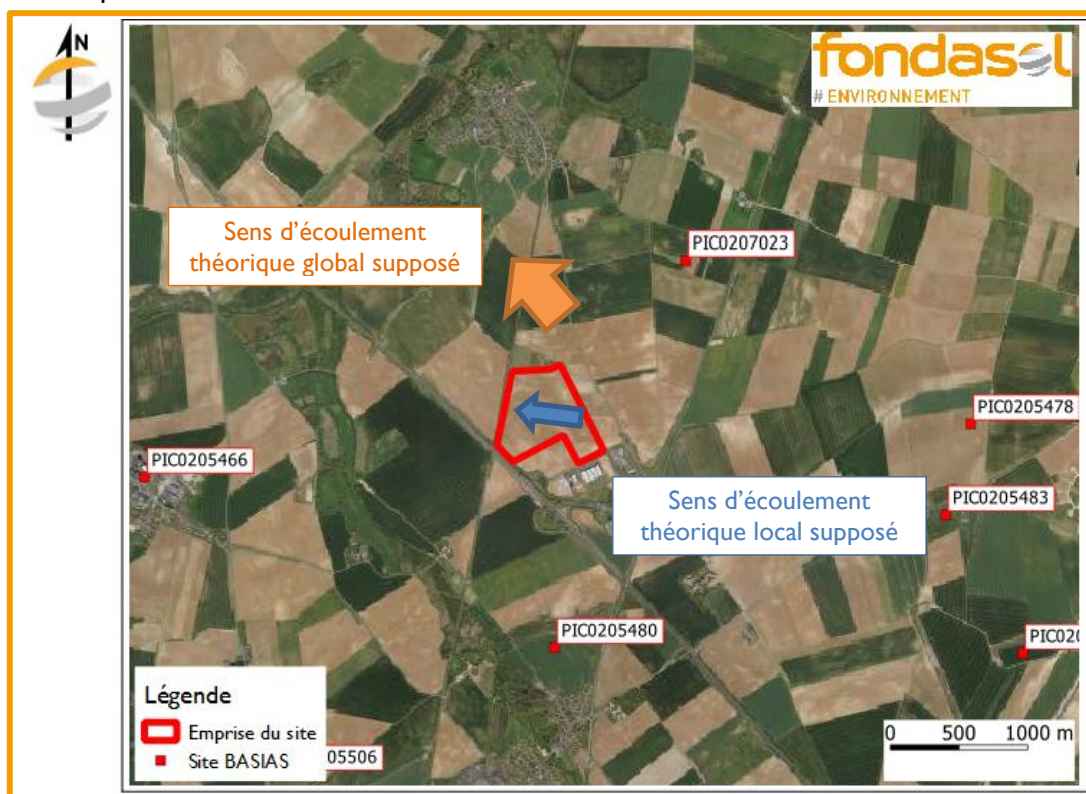 N
fondasol
# ENVIRONNEMENT
Sens d'écoulement
théorique global supposé
PIC0207023
PIC0205478
PIC0205466
PIC0205483
Sens d'écoulement
théorique local supposé
PIC0205480
PIC020
Légende
Emprise du site
Site BASIAS
05506
0 500 1000 m